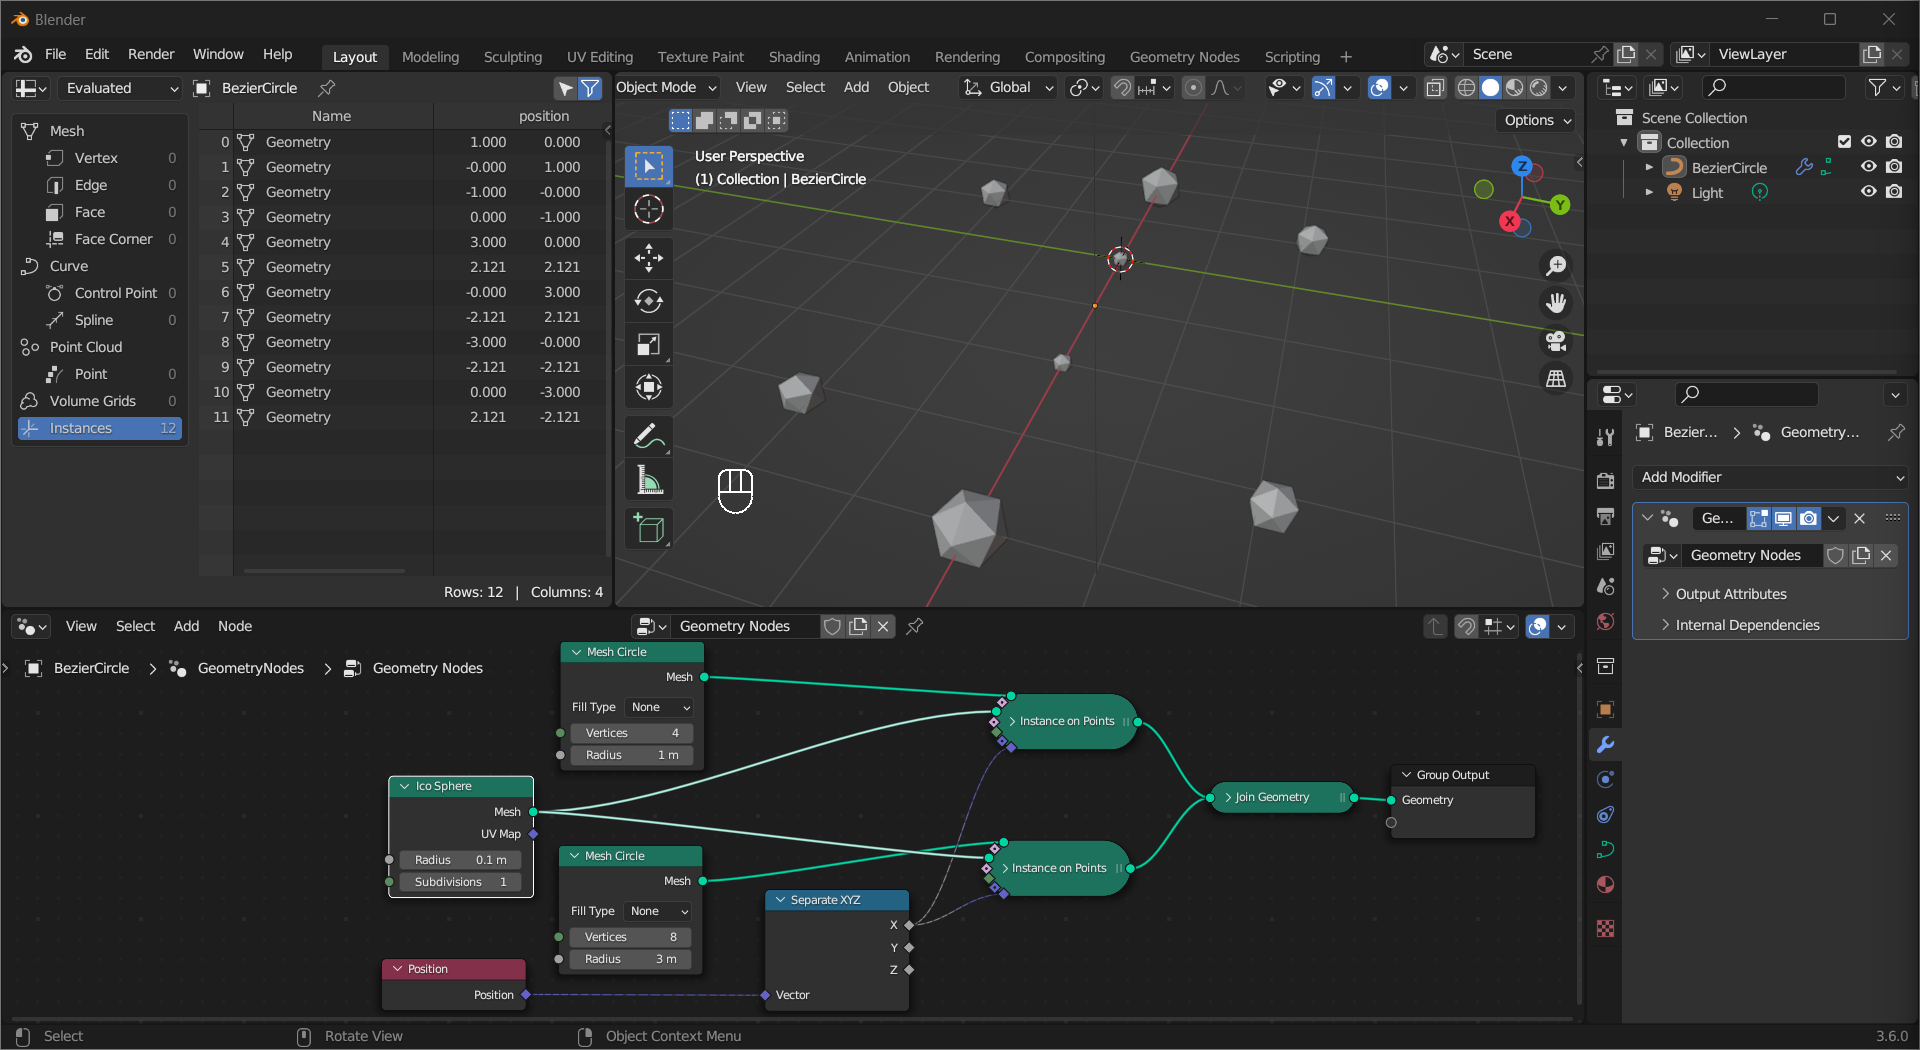 Blender
File Edit Render Window Help Layout Modeling Sculpting UV Editing Texture Paint Shading Animation Rendering Compositing Geometry Nodes Scripting + Scene ViewLayer
Evaluated BezierCircle
Name position
Mesh
Vertex 0
Edge 0
Face 0
Face Corner 0
Curve
Control Point 0
Spline 0
Point Cloud
Point 0
Volume Grids 0
Instances 12
0 Geometry 1.000 0.000
1 Geometry -0.000 1.000
2 Geometry -1.000 -0.000
3 Geometry 0.000 -1.000
4 Geometry 3.000 0.000
5 Geometry 2.121 2.121
6 Geometry -0.000 3.000
7 Geometry -2.121 2.121
8 Geometry -3.000 -0.000
9 Geometry -2.121 -2.121
10 Geometry 0.000 -3.000
11 Geometry 2.121 -2.121
Rows: 12 | Columns: 4
Object Mode View Select Add Object Global
Options
User Perspective
(1) Collection | BezierCircle
Z
Y
X
Scene Collection
Collection
BezierCircle
Light
Bezier... Geometry...
Add Modifier
Ge...
Geometry Nodes
Output Attributes
Internal Dependencies
View Select Add Node Geometry Nodes
BezierCircle GeometryNodes Geometry Nodes
Mesh Circle
Mesh
Fill Type None
Vertices 4
Radius 1 m
Ico Sphere
Mesh
UV Map
Radius 0.1 m
Subdivisions 1
Mesh Circle
Mesh
Fill Type None
Vertices 8
Radius 3 m
Position
Position
Separate XYZ
X
Y
Z
Vector
Instance on Points
Instance on Points
Join Geometry
Group Output
Geometry
Select Rotate View Object Context Menu 3.6.0